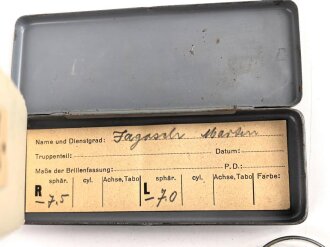 Name und Dienstgrad: Martin
Truppenteil: Datum:
Maße der Brillenfassung: P.D.:
sphär. cyl. Achse, Tabo sphär. cyl. Achse, Tabo Farbe:
R L
-7,5 -7.0